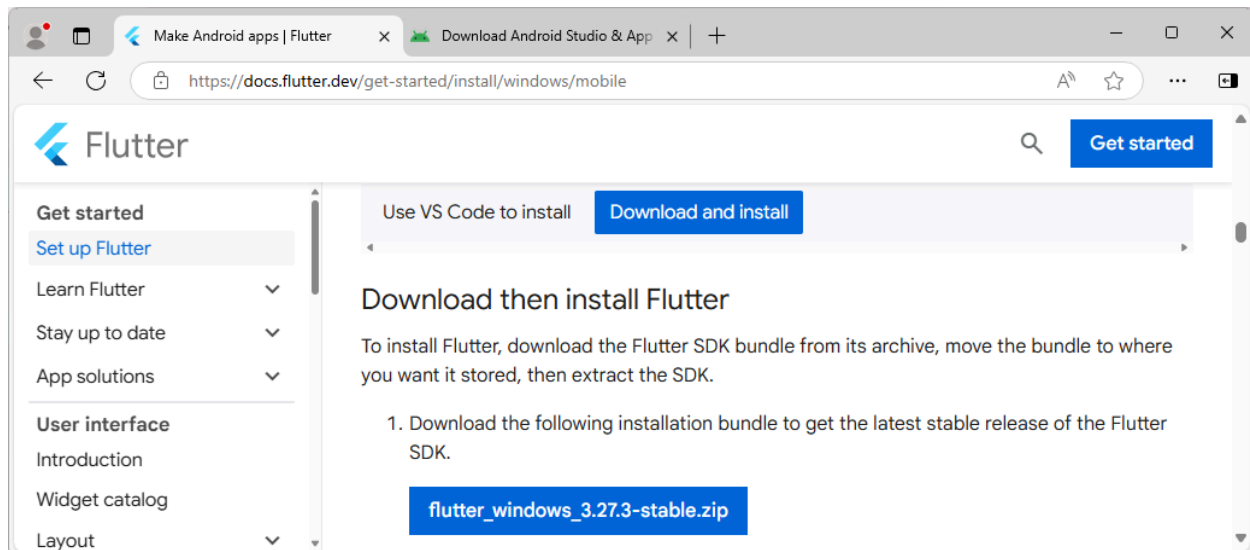 Make Android apps | Flutter
Download Android Studio & App
https://docs.flutter.dev/get-started/install/windows/mobile
Flutter
Get started
Get started
Set up Flutter
Learn Flutter
Stay up to date
App solutions
User interface
Introduction
Widget catalog
Layout
Use VS Code to install
Download and install
Download then install Flutter
To install Flutter, download the Flutter SDK bundle from its archive, move the bundle to where
you want it stored, then extract the SDK.
1. Download the following installation bundle to get the latest stable release of the Flutter
SDK.
flutter_windows_3.27.3-stable.zip